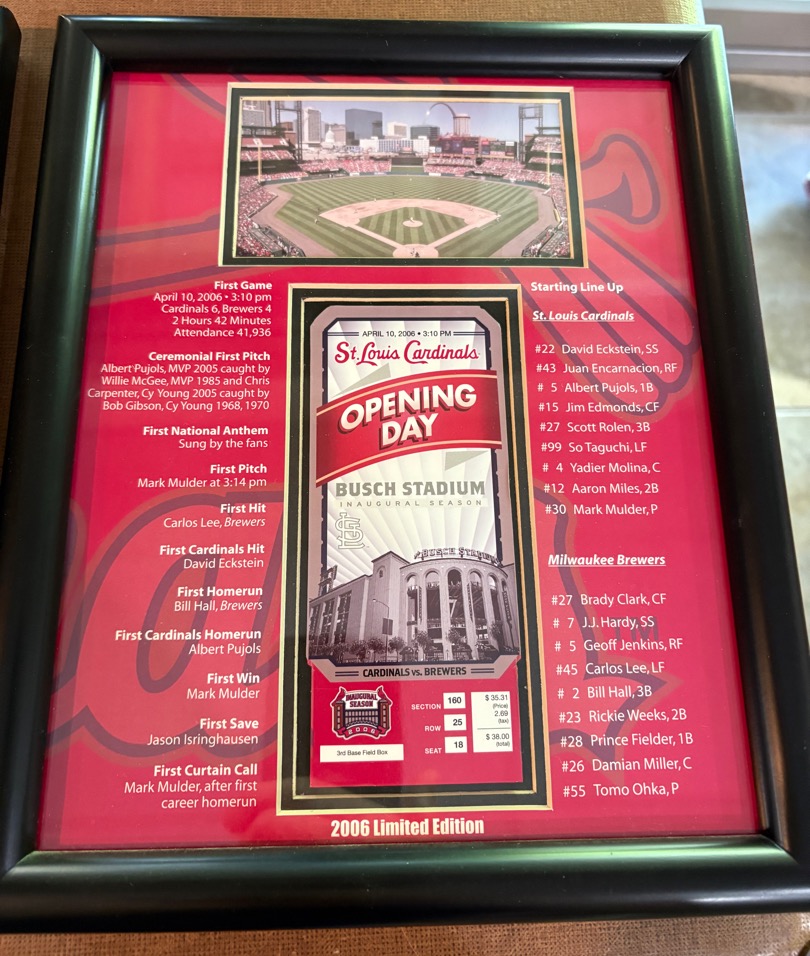 First Game
April 10, 2006 • 3:10 pm
Cardinals 6, Brewers 4
2 Hours 42 Minutes
Attendance 41,936
Ceremonial First Pitch
Albert Pujols, MVP 2005 caught by
Willie McGee, MVP 1985 and Chris
Carpenter, Cy Young 2005 caught by
Bob Gibson, Cy Young 1968, 1970
First National Anthem
Sung by the fans
First Pitch
Mark Mulder at 3:14 pm
First Hit
Carlos Lee, Brewers
First Cardinals Hit
David Eckstein
First Homerun
Bill Hall, Brewers
First Cardinals Homerun
Albert Pujols
First Win
Mark Mulder
First Save
Jason Isringhausen
First Curtain Call
Mark Mulder, after first
career homerun
APRIL 10, 2006 • 3:10 PM
St. Louis Cardinals
OPENING
DAY
BUSCH STADIUM
INAUGURAL SEASON
STL
BUSCH STADIUM
CARDINALS vs. BREWERS
INAUGURAL
SEASON
2006
3rd Base Field Box
SECTION 160
ROW 25
SEAT 18
$ 35.31
(Price)
2.69
(tax)
$ 38.00
(total)
2006 Limited Edition
Starting Line Up
St. Louis Cardinals
#22 David Eckstein, SS
#43 Juan Encarnacion, RF
# 5 Albert Pujols, 1B
#15 Jim Edmonds, CF
#27 Scott Rolen, 3B
#99 So Taguchi, LF
# 4 Yadier Molina, C
#12 Aaron Miles, 2B
#30 Mark Mulder, P
Milwaukee Brewers
#27 Brady Clark, CF
# 7 J.J. Hardy, SS
# 5 Geoff Jenkins, RF
#45 Carlos Lee, LF
# 2 Bill Hall, 3B
#23 Rickie Weeks, 2B
#28 Prince Fielder, 1B
#26 Damian Miller, C
#55 Tomo Ohka, P